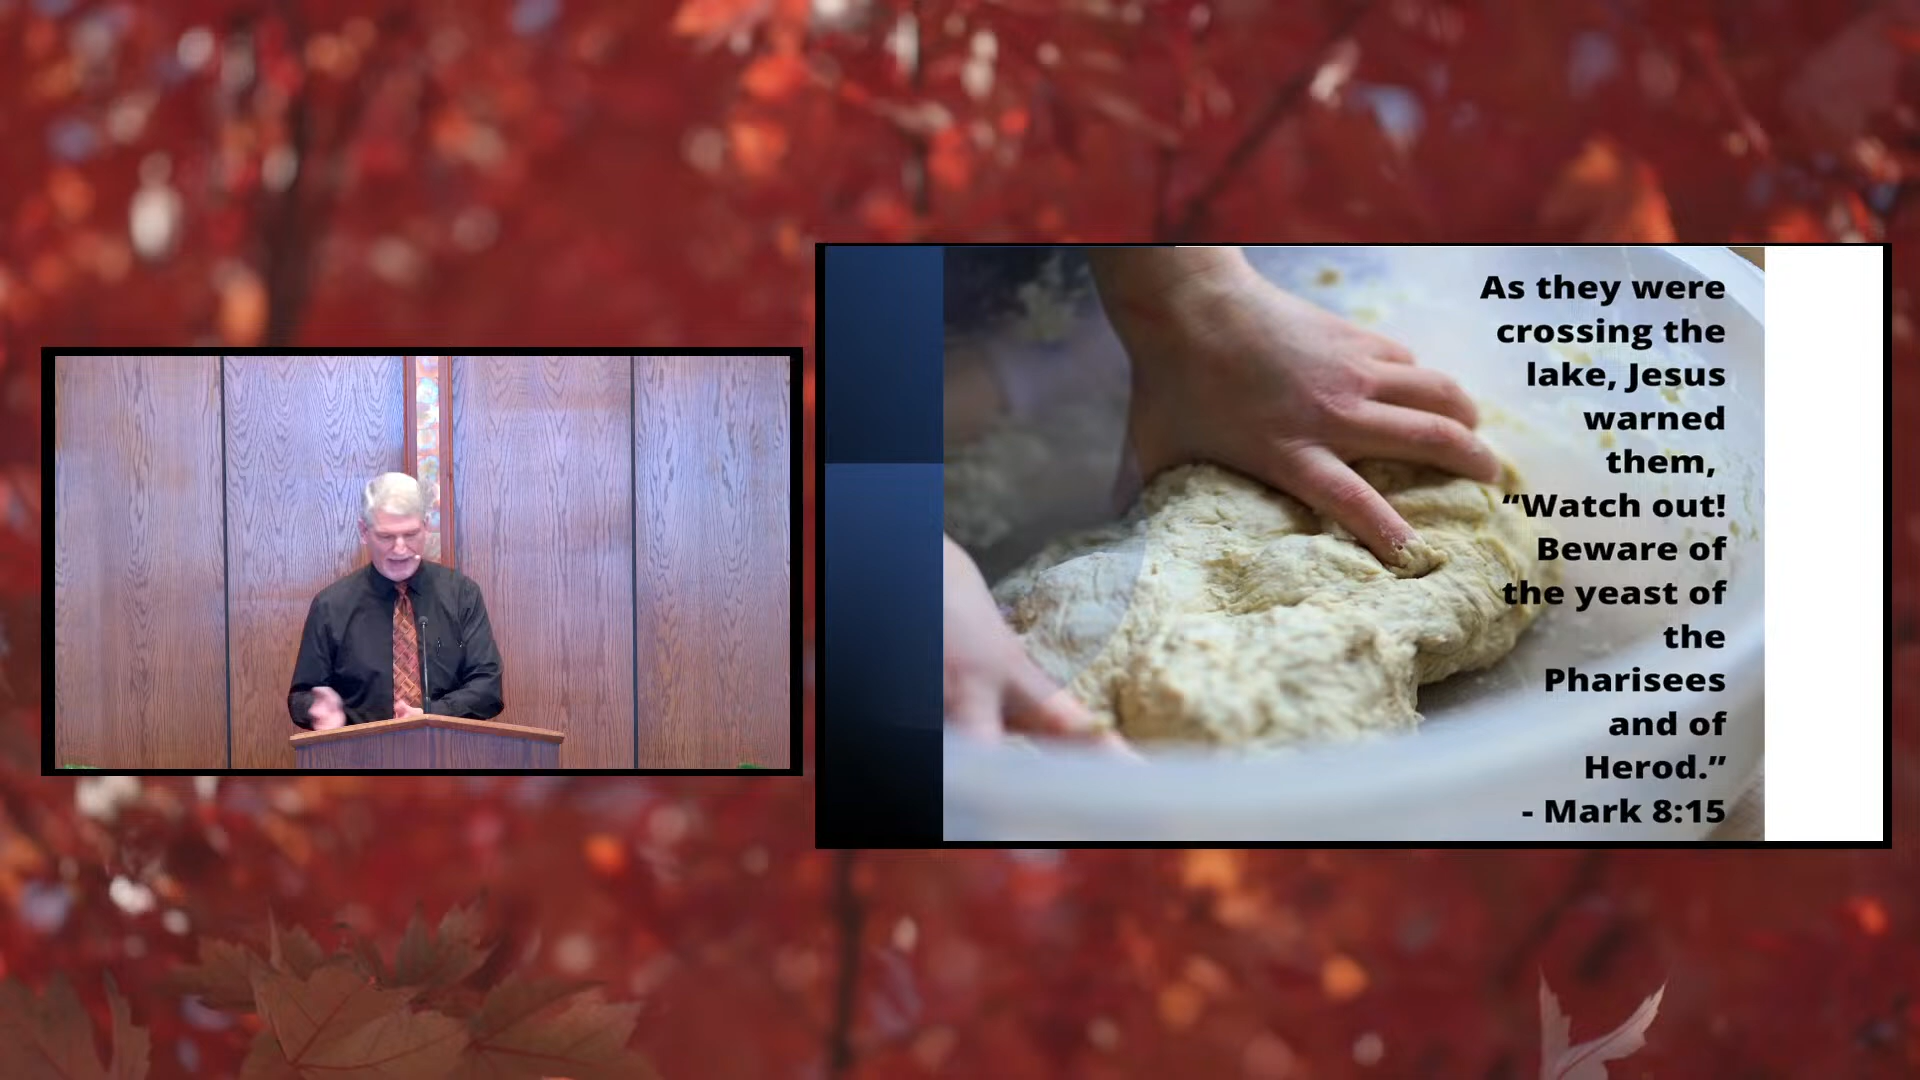 As they were
crossing the
lake, Jesus
warned
them,
“Watch out!
Beware of
the yeast of
the
Pharisees
and of
Herod.”
- Mark 8:15